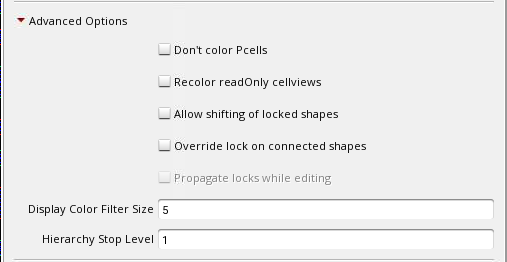 Advanced Options
Don't color Pcells
Recolor readOnly cellviews
Allow shifting of locked shapes
Override lock on connected shapes
Propagate locks while editing
Display Color Filter Size 5
Hierarchy Stop Level 1